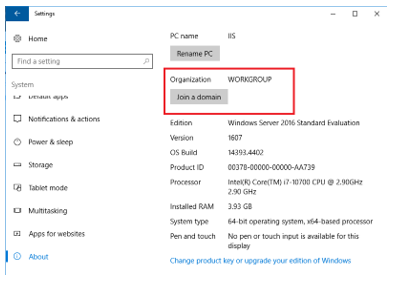 Settings
Home
Find a setting
System
Default apps
Notifications & actions
Power & sleep
Storage
Tablet mode
Multitasking
Apps for websites
About
PC name IIS
Rename PC
Organization WORKGROUP
Join a domain
Edition Windows Server 2016 Standard Evaluation
Version 1607
OS Build 14393.4402
Product ID 00378-00000-00000-AA739
Processor Intel(R) Core(TM) i7-10700 CPU @ 2.90GHz
2.90 GHz
Installed RAM 3.93 GB
System type 64-bit operating system, x64-based processor
Pen and touch No pen or touch input is available for this
display
Change product key or upgrade your edition of Windows